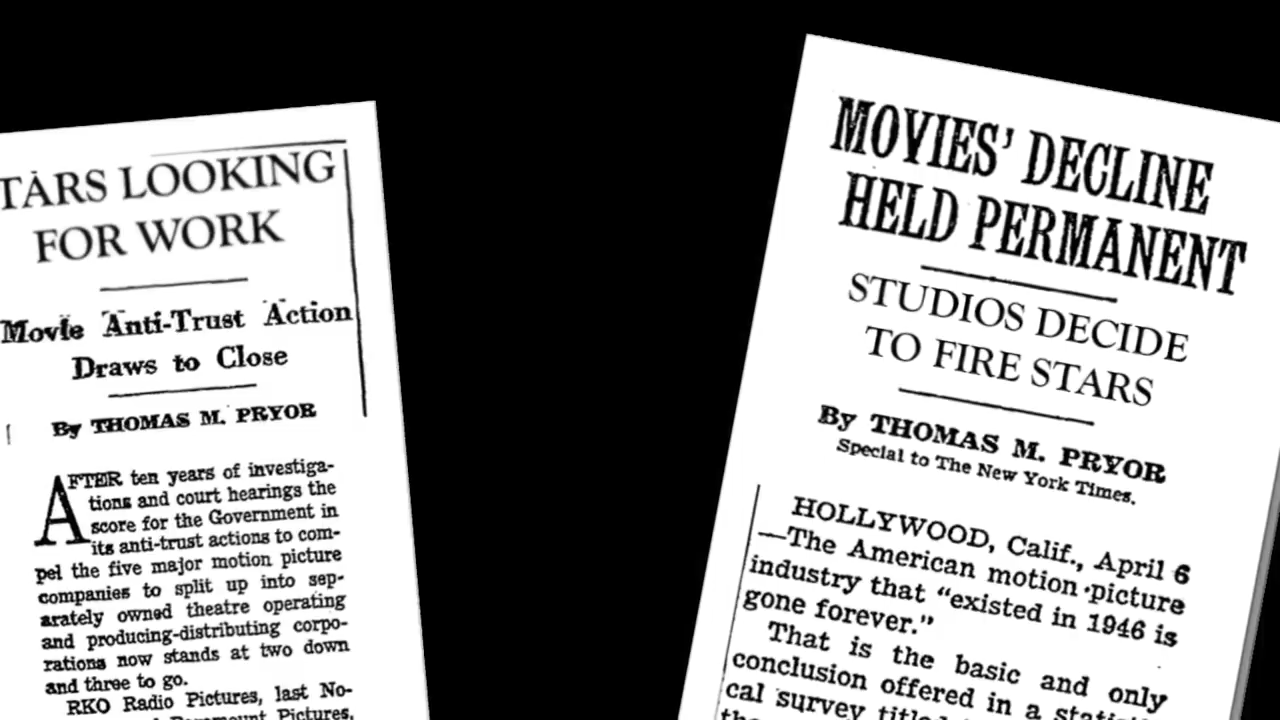 TARS LOOKING
FOR WORK
Movie Anti-Trust Action
Draws to Close
By THOMAS M. PRYOR
AFTER ten years of investiga-
tions and court hearings the
score for the Government in
its anti-trust actions to com-
pel the five major motion picture
companies to split up into sep-
arately owned theatre operating
and producing-distributing corpo-
rations now stands at two down
and three to go.
RKO Radio Pictures, last No-
Paramount Pictures,
MOVIES' DECLINE
HELD PERMANENT
STUDIOS DECIDE
TO FIRE STARS
By THOMAS M. PRYOR
Special to The New York Times.
HOLLYWOOD, Calif., April 6
—The American motion picture
industry that "existed in 1946 is
gone forever."
That is the basic and only
conclusion offered in a
cal survey